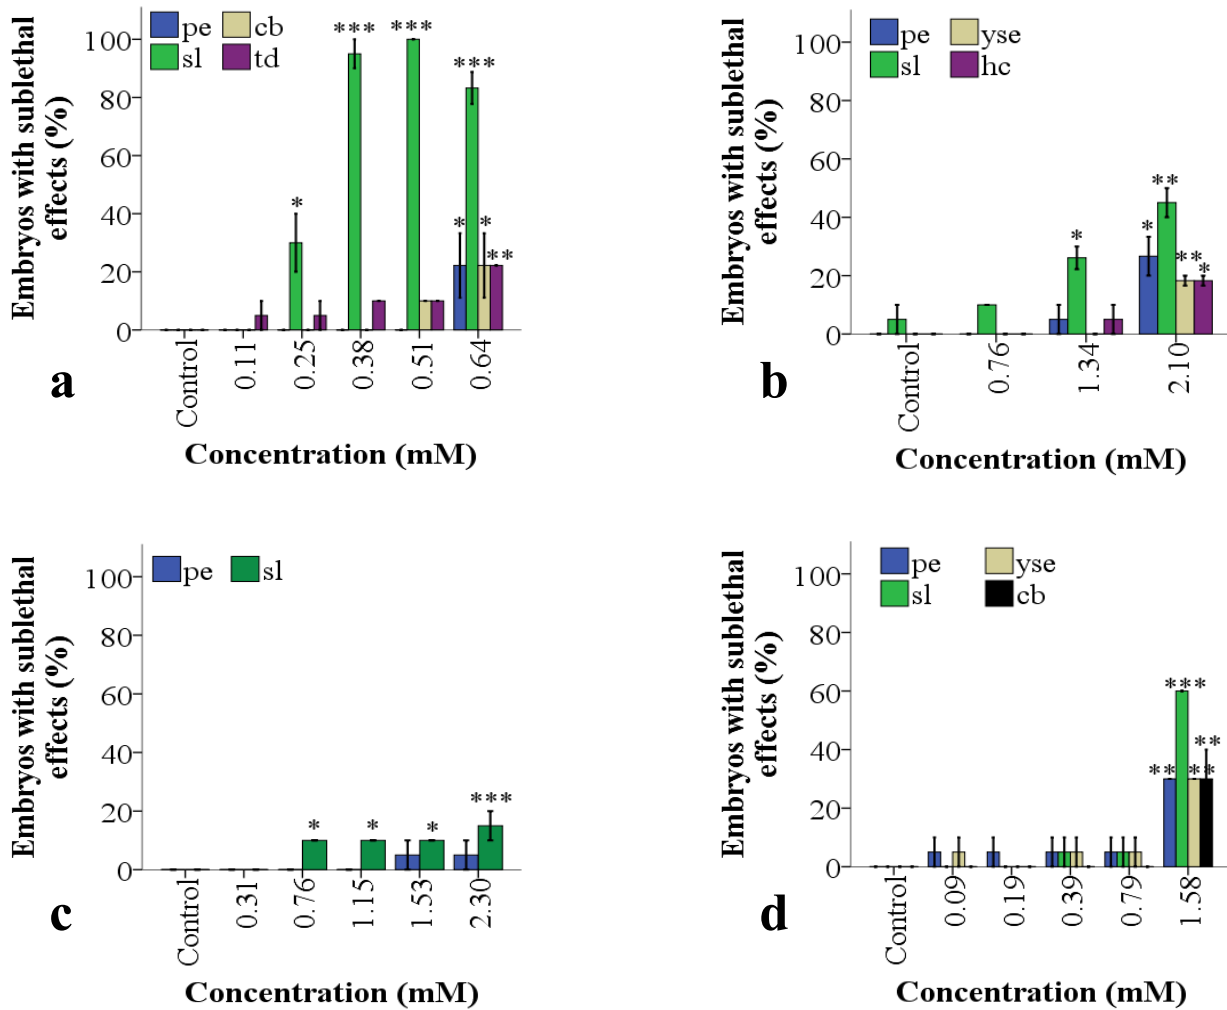 Embryos with sublethal
effects (%)
pe cb
sl td
100
80
60
40
20
0
*
***
***
***
*
*
**
Control
0.11
0.25
0.38
0.51
0.64
a
Concentration (mM)
Embryos with sublethal
effects (%)
pe yse
sl hc
100
80
60
40
20
0
*
*
**
**
*
Control
0.76
1.34
2.10
b
Concentration (mM)
Embryos with sublethal
effects (%)
pe sl
100
80
60
40
20
0
*
*
*
***
Control
0.31
0.76
1.15
1.53
2.30
c
Concentration (mM)
Embryos with sublethal
effects (%)
pe yse
sl cb
100
80
60
40
20
0
***
**
** **
Control
0.09
0.19
0.39
0.79
1.58
d
Concentration (mM)